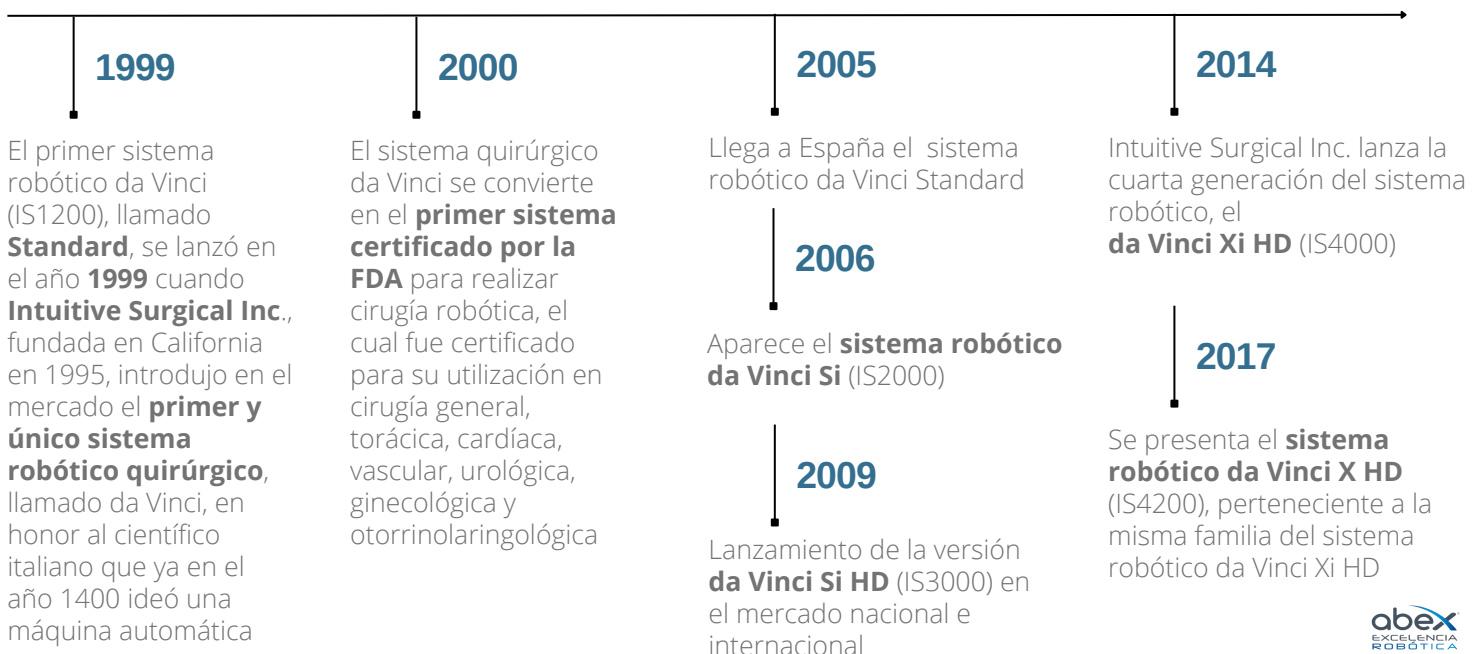 1999
El primer sistema
robótico da Vinci
(IS1200), llamado
Standard, se lanzó en
el año 1999 cuando
Intuitive Surgical Inc.,
fundada en California
en 1995, introdujo en el
mercado el primer y
único sistema
robótico quirúrgico,
llamado da Vinci, en
honor al científico
italiano que ya en el
año 1400 ideó una
máquina automática
2000
El sistema quirúrgico
da Vinci se convierte
en el primer sistema
certificado por la
FDA para realizar
cirugía robótica, el
cual fue certificado
para su utilización en
cirugía general,
torácica, cardíaca,
vascular, urológica,
ginecológica y
otorrinolaringológica
2005
Llega a España el sistema
robótico da Vinci Standard
2006
Aparece el sistema robótico
da Vinci Si (IS2000)
2009
Lanzamiento de la versión
da Vinci Si HD (IS3000) en
el mercado nacional e
internacional
2014
Intuitive Surgical Inc. lanza la
cuarta generación del sistema
robótico, el
da Vinci Xi HD (IS4000)
2017
Se presenta el sistema
robótico da Vinci X HD
(IS4200), perteneciente a la
misma familia del sistema
robótico da Vinci Xi HD
abex
EXCELENCIA
ROBÓTICA